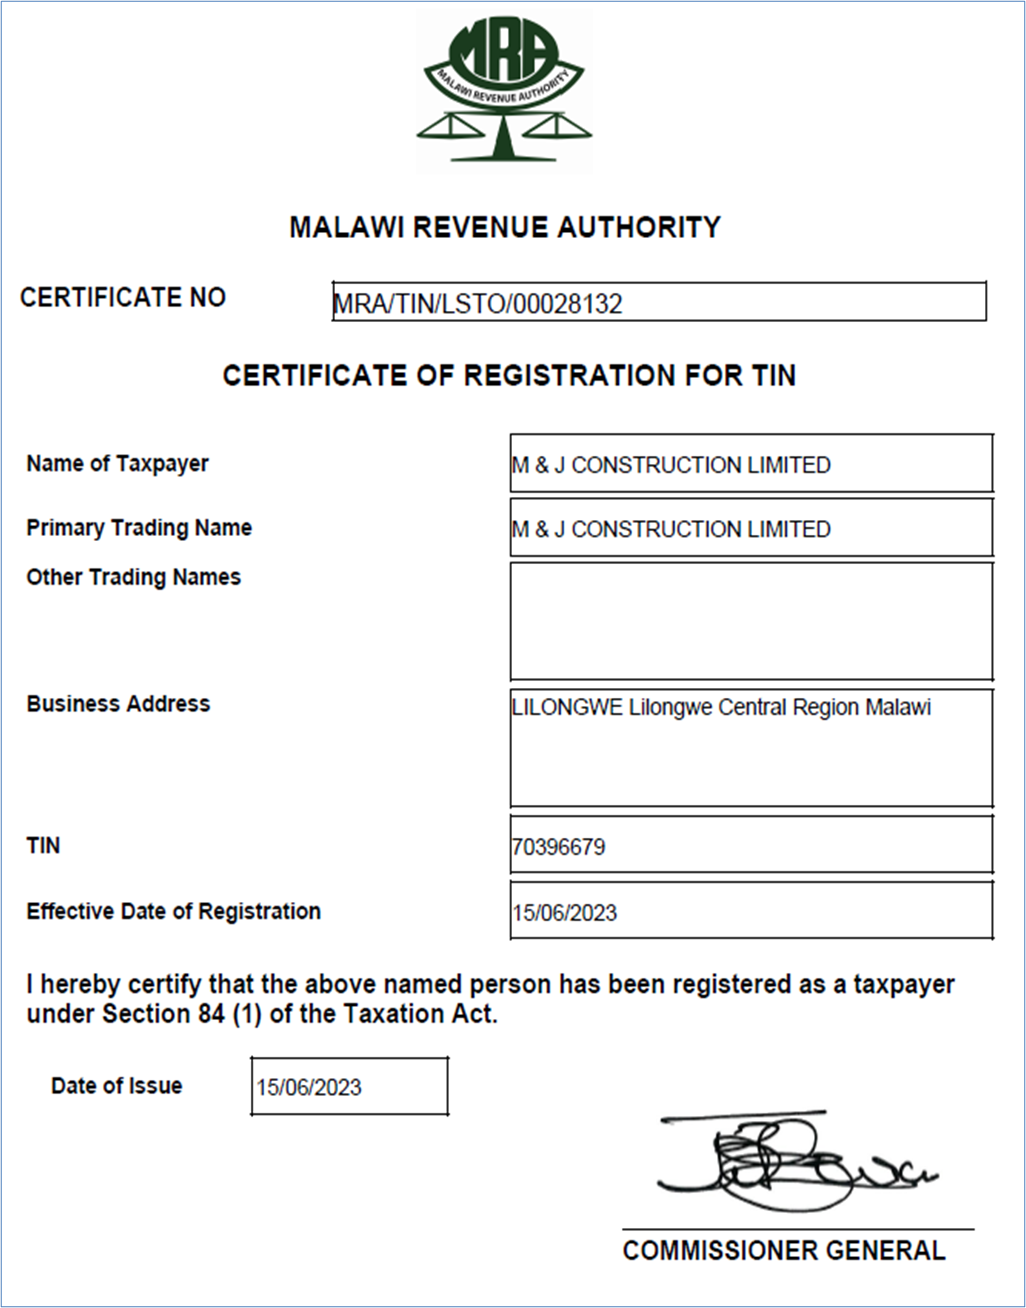 MRA
MALAWI REVENUE AUTHORITY
MALAWI REVENUE AUTHORITY
CERTIFICATE NO
MRA/TIN/LSTO/00028132
CERTIFICATE OF REGISTRATION FOR TIN
Name of Taxpayer
M & J CONSTRUCTION LIMITED
Primary Trading Name
M & J CONSTRUCTION LIMITED
Other Trading Names
Business Address
LILONGWE Lilongwe Central Region Malawi
TIN
70396679
Effective Date of Registration
15/06/2023
I hereby certify that the above named person has been registered as a taxpayer
under Section 84 (1) of the Taxation Act.
Date of Issue
15/06/2023
COMMISSIONER GENERAL